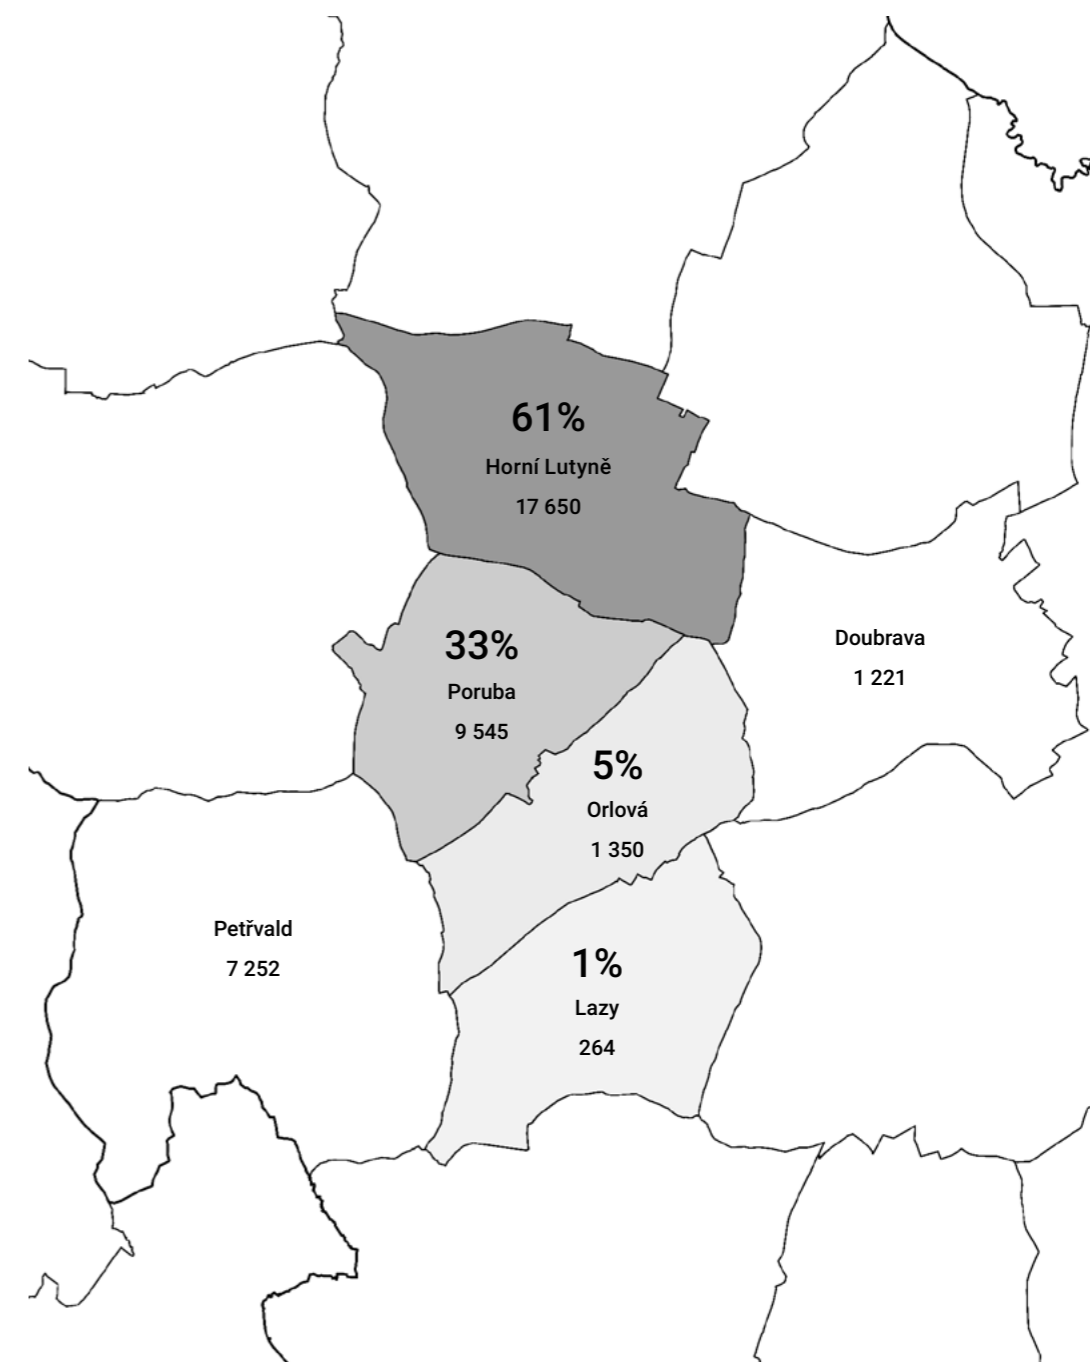 61%
Horní Lutyně
17 650
33%
Poruba
9 545
Doubrava
1 221
5%
Orlová
1 350
Petřvald
7 252
1%
Lazy
264